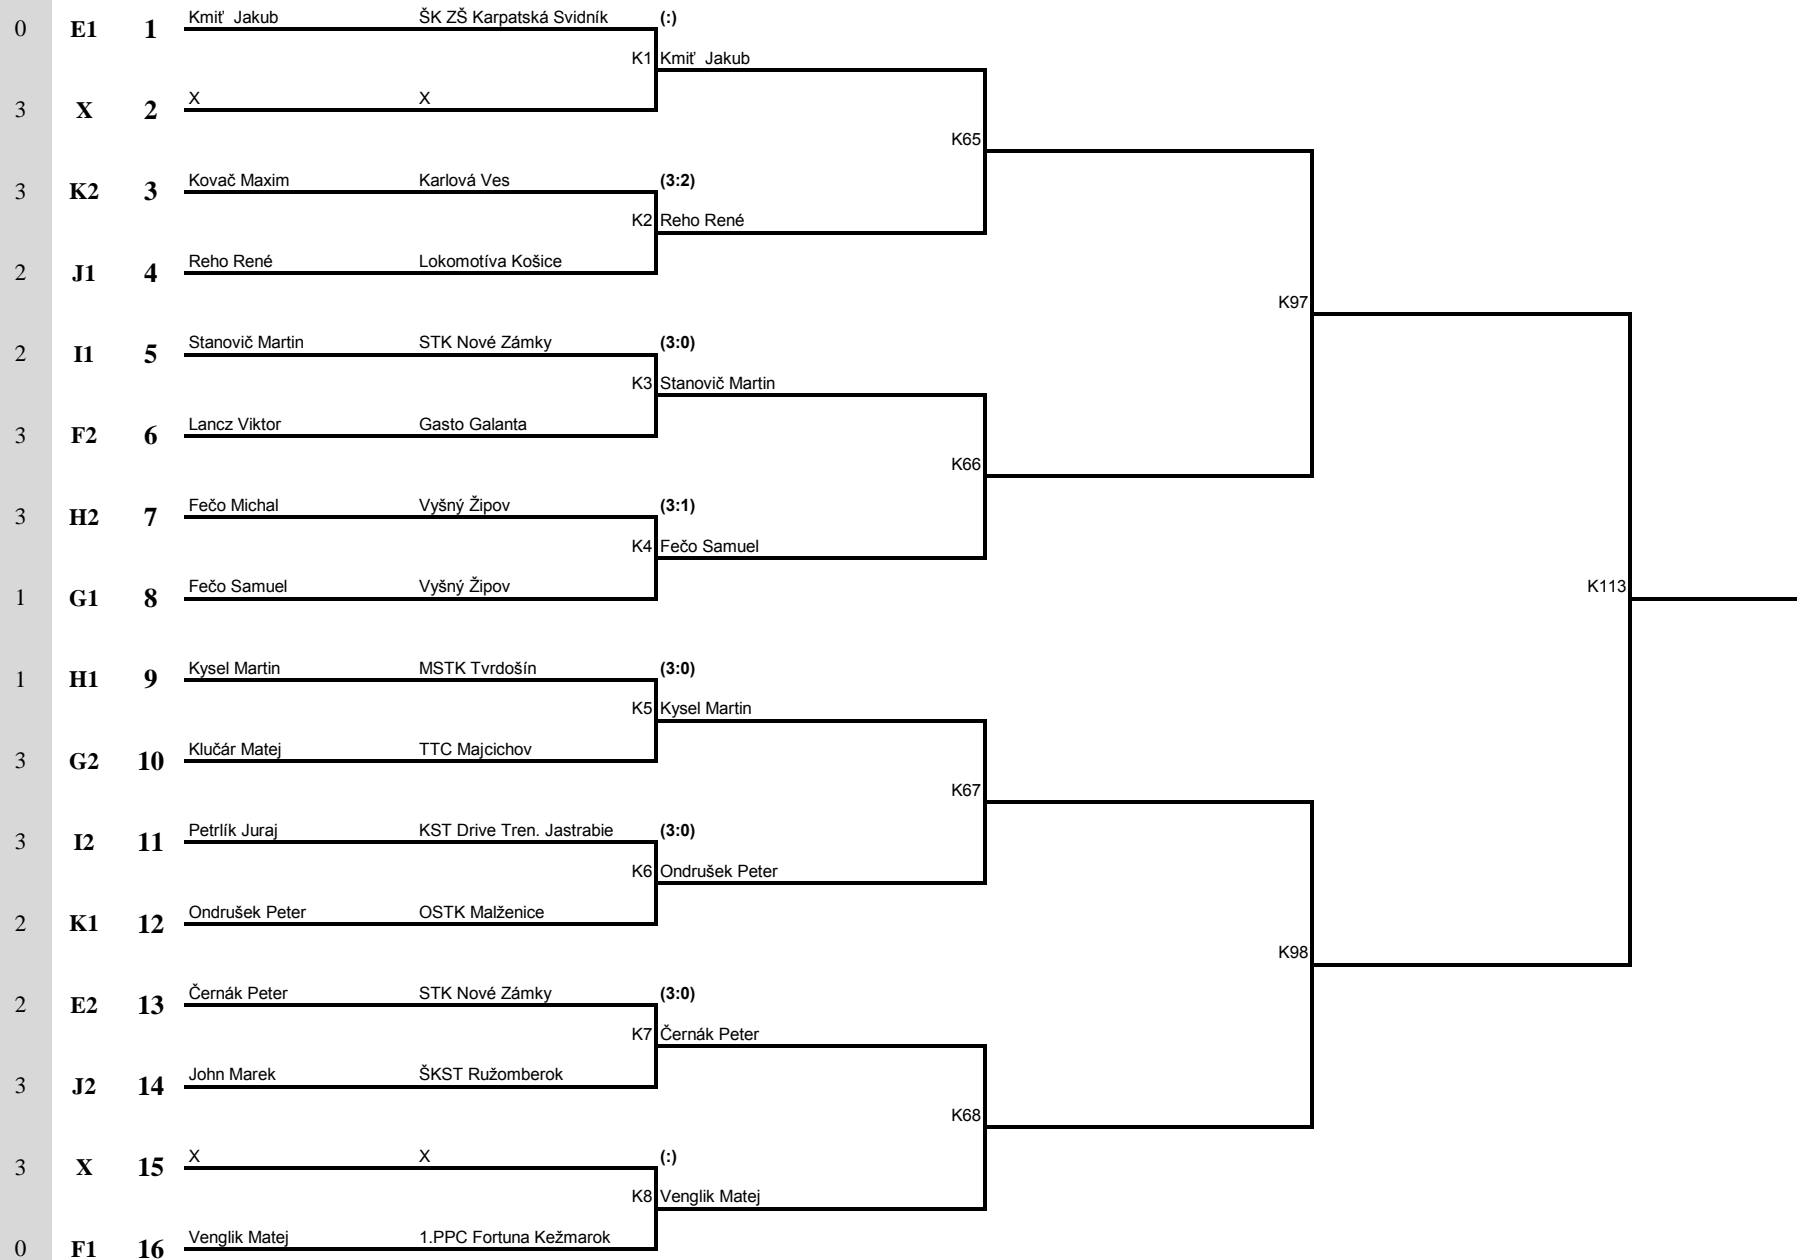 0 E1 1 Kmiť Jakub ŠK ZŠ Karpatská Svidník (:)
K1 Kmiť Jakub
3 X 2 X X
K65
3 K2 3 Kovač Maxim Karlová Ves (3:2)
K2 Reho René
2 J1 4 Reho René Lokomotíva Košice
K97
2 I1 5 Stanovič Martin STK Nové Zámky (3:0)
K3 Stanovič Martin
3 F2 6 Lancz Viktor Gasto Galanta
K66
3 H2 7 Fečo Michal Vyšný Žipov (3:1)
K4 Fečo Samuel
1 G1 8 Fečo Samuel Vyšný Žipov
K113
1 H1 9 Kysel Martin MSTK Tvrdošín (3:0)
K5 Kysel Martin
3 G2 10 Klučár Matej TTC Majcichov
K67
3 I2 11 Petrlík Juraj KST Drive Tren. Jastrabie (3:0)
K6 Ondrušek Peter
2 K1 12 Ondrušek Peter OSTK Malženice
K98
2 E2 13 Černák Peter STK Nové Zámky (3:0)
K7 Černák Peter
3 J2 14 John Marek ŠKST Ružomberok
K68
3 X 15 X X (:)
K8 Venglik Matej
0 F1 16 Venglik Matej 1.PPC Fortuna Kežmarok